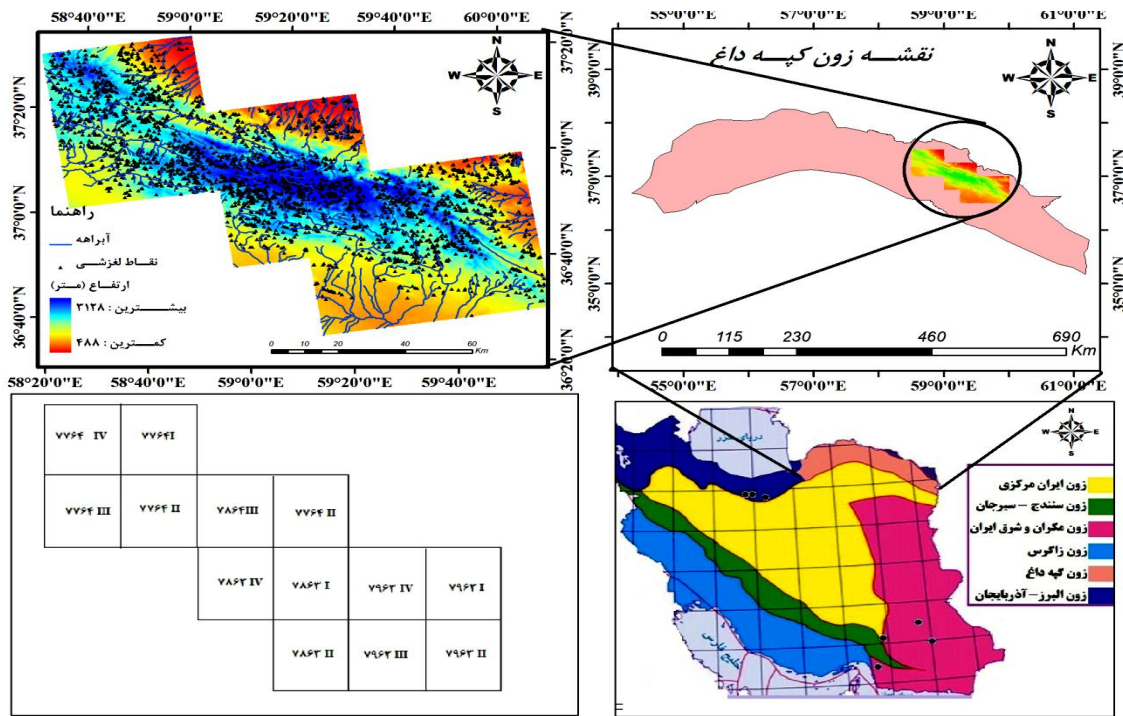 58°20'0"E 58°40'0"E 59°0'0"E 59°20'0"E 59°40'0"E 60°0'0"E
37°20'0"N
37°0'0"N
36°40'0"N
37°20'0"N
37°0'0"N
36°40'0"N
36°20'0"N
N
W E
S
راهنما
آبراهه
نقاط لغزشی
ارتفاع (متر)
بیشترین : ۳۱۲۸
کمترین : ۴۸۸
0 10 20 40 60
Km
58°20'0"E 58°40'0"E 59°0'0"E 59°20'0"E 59°40'0"E
55°0'0"E 57°0'0"E 59°0'0"E 61°0'0"E
نقشه زون کپه داغ
N
W E
S
39°0'0"N
37°0'0"N
35°0'0"N
39°0'0"N
37°0'0"N
35°0'0"N
0 115 230 460 690
Km
55°0'0"E 57°0'0"E 59°0'0"E 61°0'0"E
۷۷۶۴ IV ۷۷۶۴I
۷۷۶۴ III ۷۷۶۴ II ۷۸۶۴III ۷۷۶۴ II
۷۸۶۳ IV ۷۸۶۳ I ۷۹۶۳ IV ۷۹۶۳ I
۷۸۶۳ II ۷۹۶۳ III ۷۹۶۳ II
N
W E
S
خلیج فارس
زون ایران مرکزی
زون سنندج – سیرجان
زون مکران و شرق ایران
زون زاگرس
زون کپه داغ
زون البرز– آذربایجان